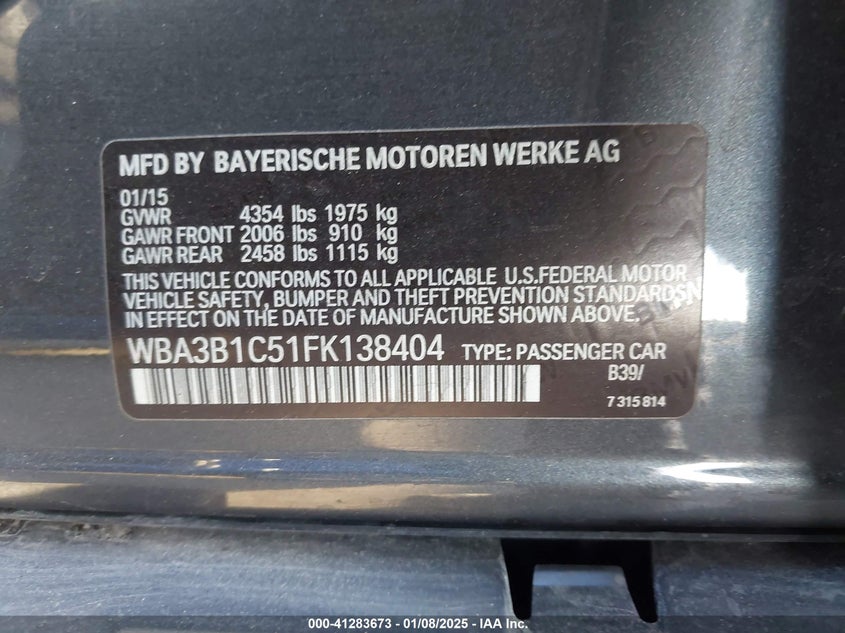 MFD BY BAYERISCHE MOTOREN WERKE AG
01/15
GVWR 4354 lbs 1975 kg
GAWR FRONT 2006 lbs 910 kg
GAWR REAR 2458 lbs 1115 kg
THIS VEHICLE CONFORMS TO ALL APPLICABLE U.S.FEDERAL MOTOR
VEHICLE SAFETY, BUMPER AND THEFT PREVENTION STANDARDS
IN EFFECT ON THE DATE OF MANUFACTURE SHOWN ABOVE.
WBA3B1C51FK138404 TYPE: PASSENGER CAR
B39/
7 315 814
000-41283673 - 01/08/2025 - IAA Inc.